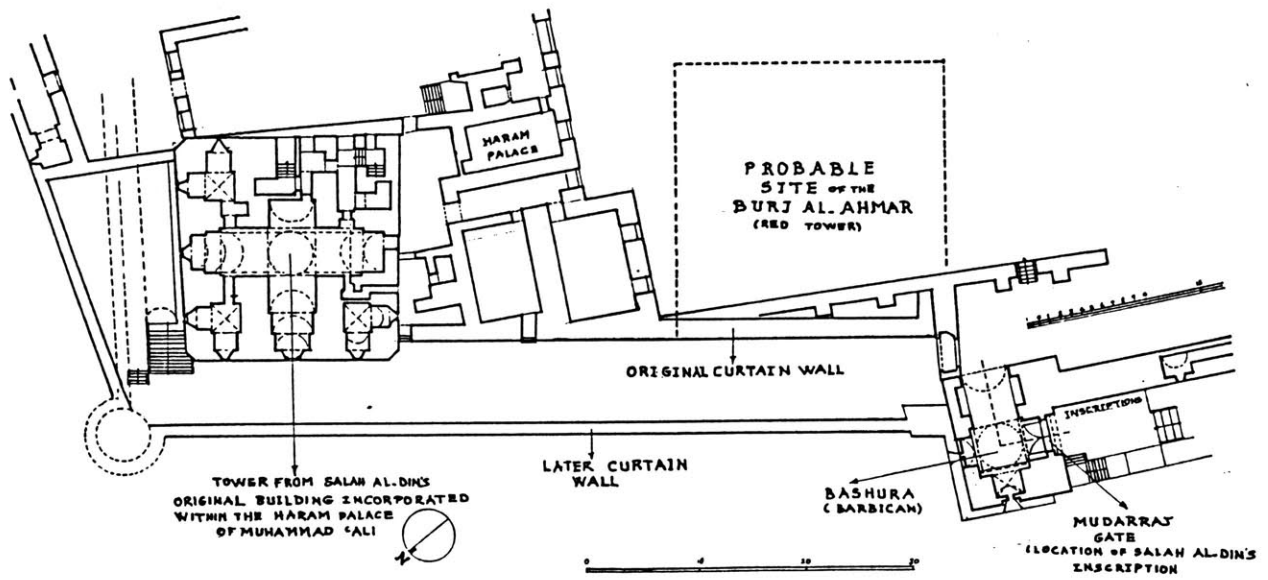 HARAM
PALACE
PROBABLE
SITE OF THE
BURJ AL-AHMAR
(RED TOWER)
ORIGINAL CURTAIN WALL
INSCRIPTIONS
LATER CURTAIN
WALL
TOWER FROM SALAH AL-DIN'S
ORIGINAL BUILDING INCORPORATED
WITHIN THE HARAM PALACE
OF MUHAMMAD ʿALI
N
BASHURA
(BARBICAN)
MUDARRAJ
GATE
(LOCATION OF SALAH AL-DIN'S
INSCRIPTION
0
10
20